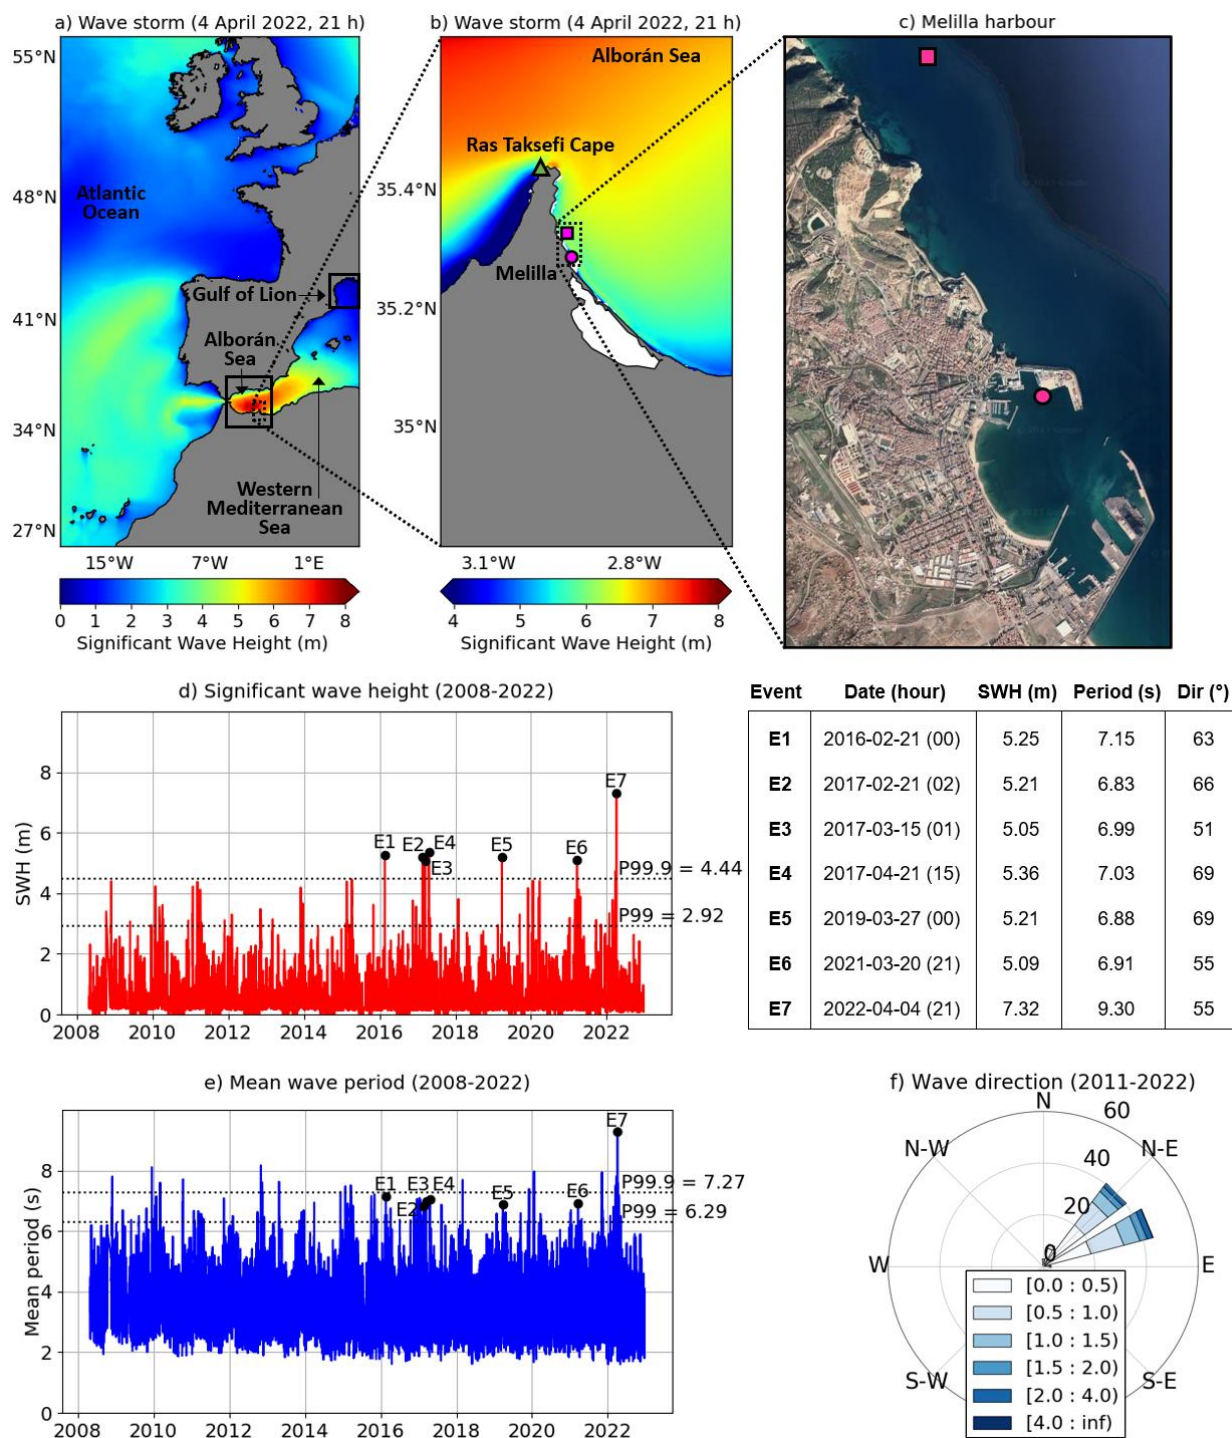 a) Wave storm (4 April 2022, 21 h)
55°N
48°N
41°N
34°N
27°N
Atlantic
Ocean
Gulf of Lion
Alborán
Sea
Western
Mediterranean
Sea
15°W 7°W 1°E
0 1 2 3 4 5 6 7 8
Significant Wave Height (m)
b) Wave storm (4 April 2022, 21 h)
Alborán Sea
Ras Taksefi Cape
35.4°N
Melilla
35.2°N
35°N
3.1°W 2.8°W
4 5 6 7 8
Significant Wave Height (m)
c) Melilla harbour
d) Significant wave height (2008-2022)
SWH (m)
8
6
4
2
0
E1 E2 E3 E4 E5 E6 E7
P99.9 = 4.44
P99 = 2.92
2008 2010 2012 2014 2016 2018 2020 2022
Event Date (hour) SWH (m) Period (s) Dir (°)
E1 2016-02-21 (00) 5.25 7.15 63
E2 2017-02-21 (02) 5.21 6.83 66
E3 2017-03-15 (01) 5.05 6.99 51
E4 2017-04-21 (15) 5.36 7.03 69
E5 2019-03-27 (00) 5.21 6.88 69
E6 2021-03-20 (21) 5.09 6.91 55
E7 2022-04-04 (21) 7.32 9.30 55
e) Mean wave period (2008-2022)
Mean period (s)
8
6
4
2
0
E1 E2 E3 E4 E5 E6 E7
P99.9 = 7.27
P99 = 6.29
2008 2010 2012 2014 2016 2018 2020 2022
f) Wave direction (2011-2022)
N
N-E
E
S-E
S-W
W
N-W
0
20
40
60
[0.0 : 0.5)
[0.5 : 1.0)
[1.0 : 1.5)
[1.5 : 2.0)
[2.0 : 4.0)
[4.0 : inf)